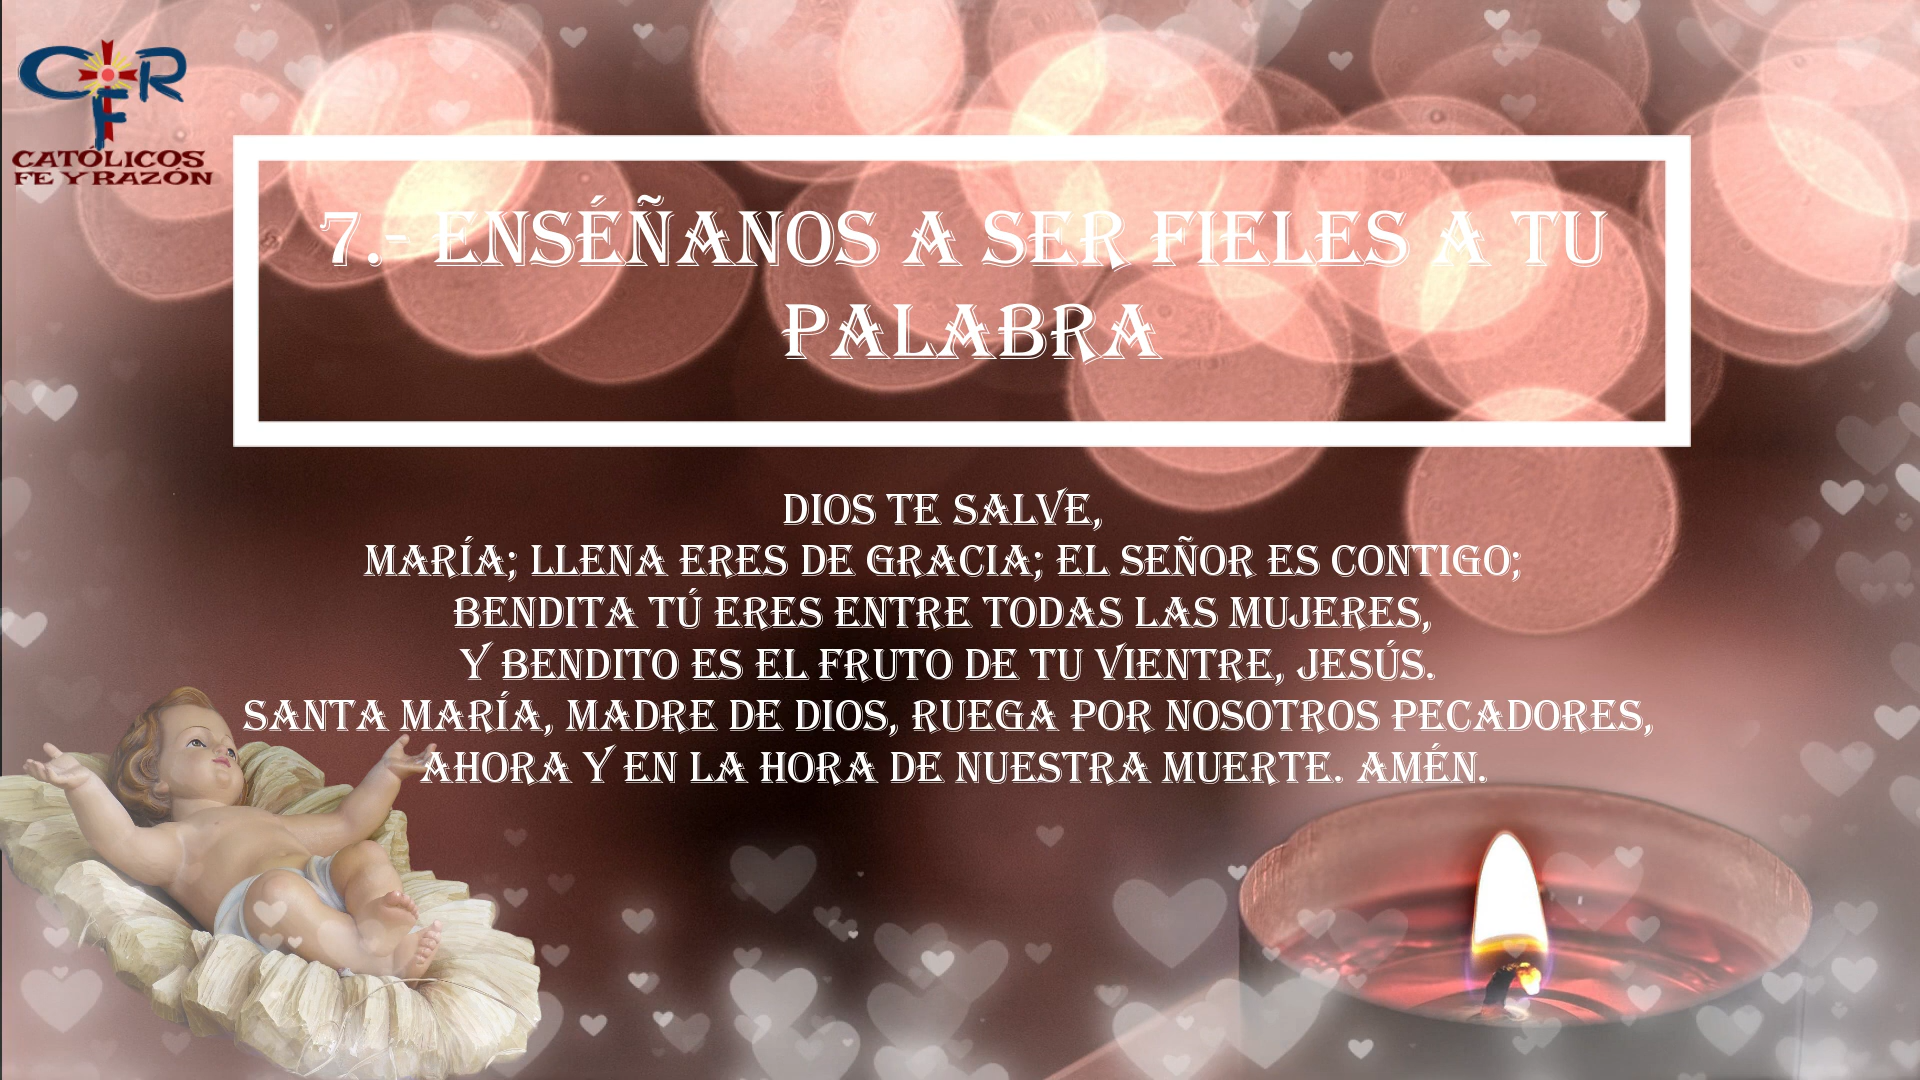 CFR
CATÓLICOS
FE Y RAZÓN
7.- ENSÉÑANOS A SER FIELES A TU
PALABRA
DIOS TE SALVE,
MARÍA; LLENA ERES DE GRACIA; EL SEÑOR ES CONTIGO;
BENDITA TÚ ERES ENTRE TODAS LAS MUJERES,
Y BENDITO ES EL FRUTO DE TU VIENTRE, JESÚS.
SANTA MARÍA, MADRE DE DIOS, RUEGA POR NOSOTROS PECADORES,
AHORA Y EN LA HORA DE NUESTRA MUERTE. AMÉN.